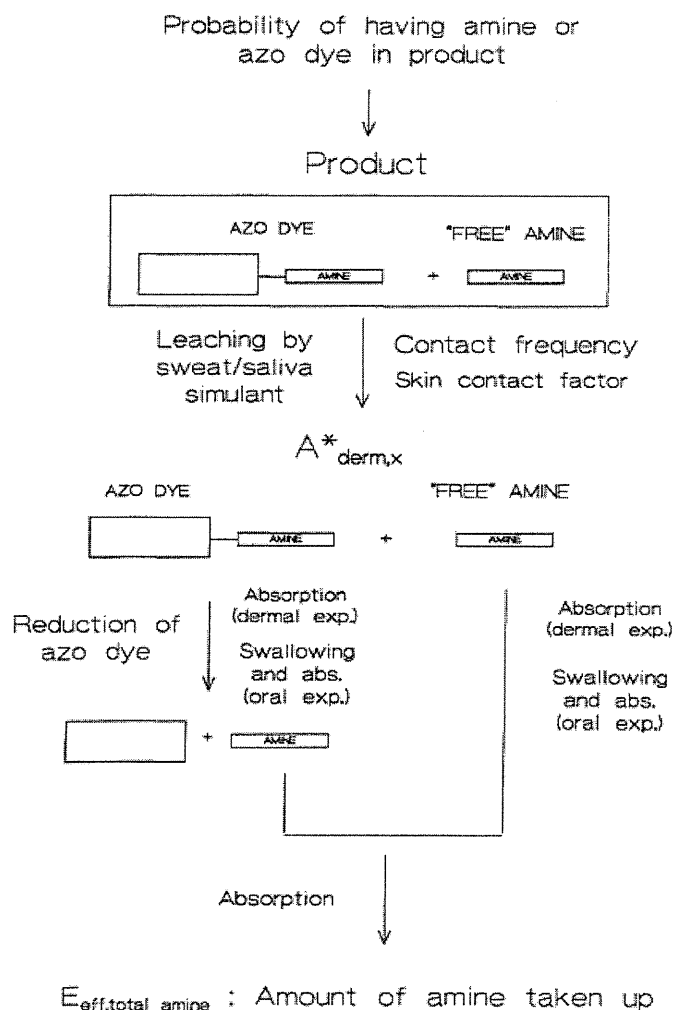 Probability of having amine or
azo dye in product
Product
AZO DYE
"FREE" AMINE
AMINE
+
AMINE
Leaching by
sweat/saliva
simulant
Contact frequency
Skin contact factor
A*derm,x
AZO DYE
"FREE" AMINE
AMINE
+
AMINE
Reduction of
azo dye
Absorption
(dermal exp.)
Swallowing
and abs.
(oral exp.)
Absorption
(dermal exp.)
Swallowing
and abs.
(oral exp.)
+
AMINE
Absorption
Eeff.total amine : Amount of amine taken up